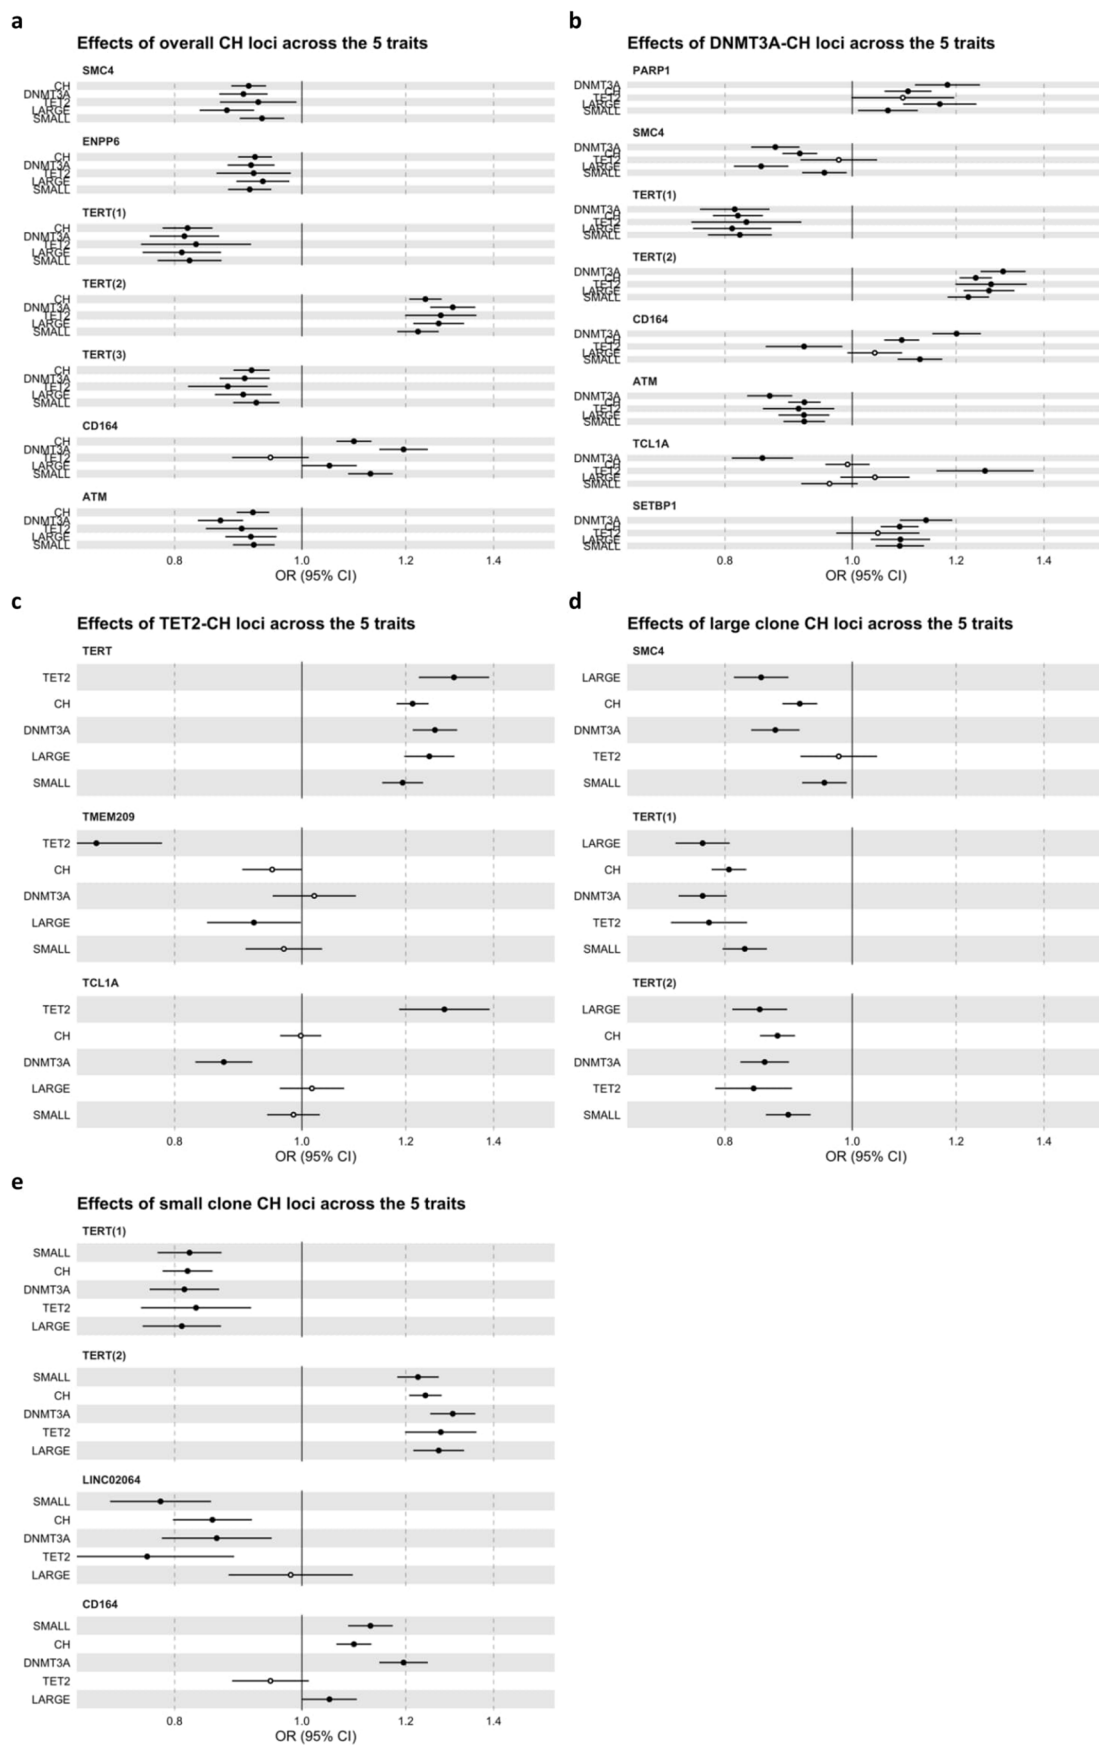 a
Effects of overall CH loci across the 5 traits
SMC4
CH
DNMT3A
TET2
LARGE
SMALL
ENPP6
CH
DNMT3A
TET2
LARGE
SMALL
TERT(1)
CH
DNMT3A
TET2
LARGE
SMALL
TERT(2)
CH
DNMT3A
TET2
LARGE
SMALL
TERT(3)
CH
DNMT3A
TET2
LARGE
SMALL
CD164
CH
DNMT3A
TET2
LARGE
SMALL
ATM
CH
DNMT3A
TET2
LARGE
SMALL
0.8 1.0 1.2 1.4
OR (95% CI)
b
Effects of DNMT3A-CH loci across the 5 traits
PARP1
DNMT3A
CH
TET2
LARGE
SMALL
SMC4
DNMT3A
CH
TET2
LARGE
SMALL
TERT(1)
DNMT3A
CH
TET2
LARGE
SMALL
TERT(2)
DNMT3A
CH
TET2
LARGE
SMALL
CD164
DNMT3A
CH
TET2
LARGE
SMALL
ATM
DNMT3A
CH
TET2
LARGE
SMALL
TCL1A
DNMT3A
CH
TET2
LARGE
SMALL
SETBP1
DNMT3A
CH
TET2
LARGE
SMALL
0.8 1.0 1.2 1.4
OR (95% CI)
c
Effects of TET2-CH loci across the 5 traits
TERT
TET2
CH
DNMT3A
LARGE
SMALL
TMEM209
TET2
CH
DNMT3A
LARGE
SMALL
TCL1A
TET2
CH
DNMT3A
LARGE
SMALL
0.8 1.0 1.2 1.4
OR (95% CI)
d
Effects of large clone CH loci across the 5 traits
SMC4
LARGE
CH
DNMT3A
TET2
SMALL
TERT(1)
LARGE
CH
DNMT3A
TET2
SMALL
TERT(2)
LARGE
CH
DNMT3A
TET2
SMALL
0.8 1.0 1.2 1.4
OR (95% CI)
e
Effects of small clone CH loci across the 5 traits
TERT(1)
SMALL
CH
DNMT3A
TET2
LARGE
TERT(2)
SMALL
CH
DNMT3A
TET2
LARGE
LINC02064
SMALL
CH
DNMT3A
TET2
LARGE
CD164
SMALL
CH
DNMT3A
TET2
LARGE
0.8 1.0 1.2 1.4
OR (95% CI)